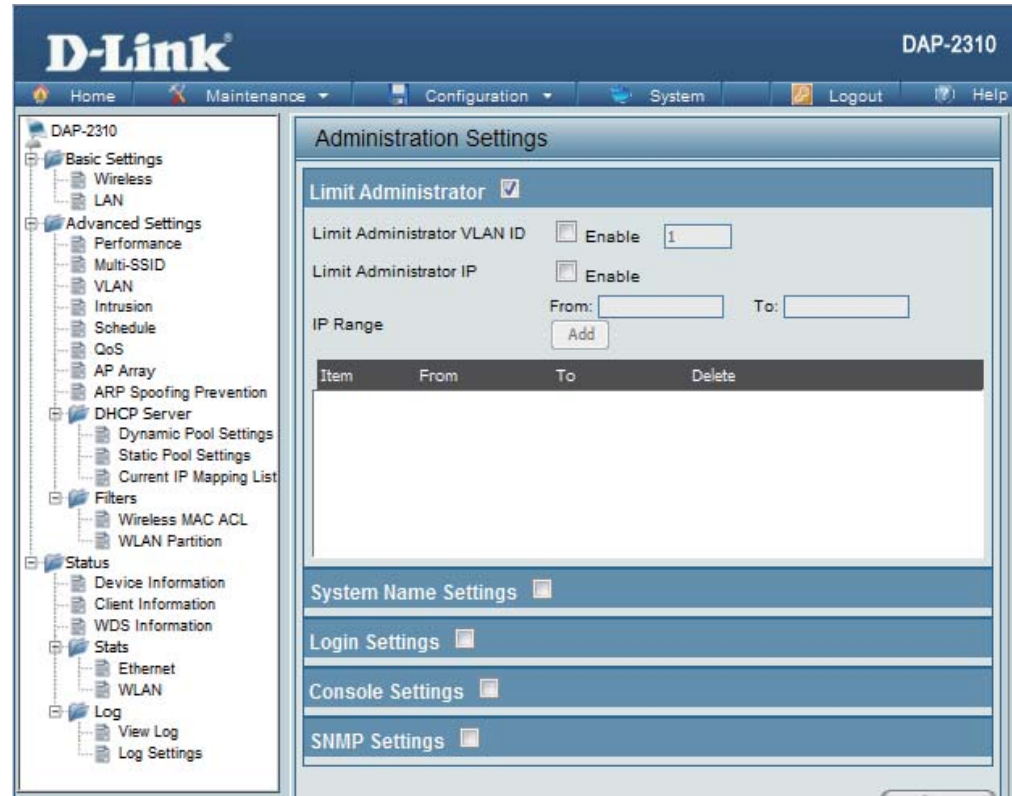 D-Link
DAP-2310
Home Maintenance Configuration System Logout Help
DAP-2310
Basic Settings
Wireless
LAN
Advanced Settings
Performance
Multi-SSID
VLAN
Intrusion
Schedule
QoS
AP Array
ARP Spoofing Prevention
DHCP Server
Dynamic Pool Settings
Static Pool Settings
Current IP Mapping List
Filters
Wireless MAC ACL
WLAN Partition
Status
Device Information
Client Information
WDS Information
Stats
Ethernet
WLAN
Log
View Log
Log Settings
Administration Settings
Limit Administrator
Limit Administrator VLAN ID Enable 1
Limit Administrator IP Enable
IP Range From: To:
Add
Item From To Delete
System Name Settings
Login Settings
Console Settings
SNMP Settings